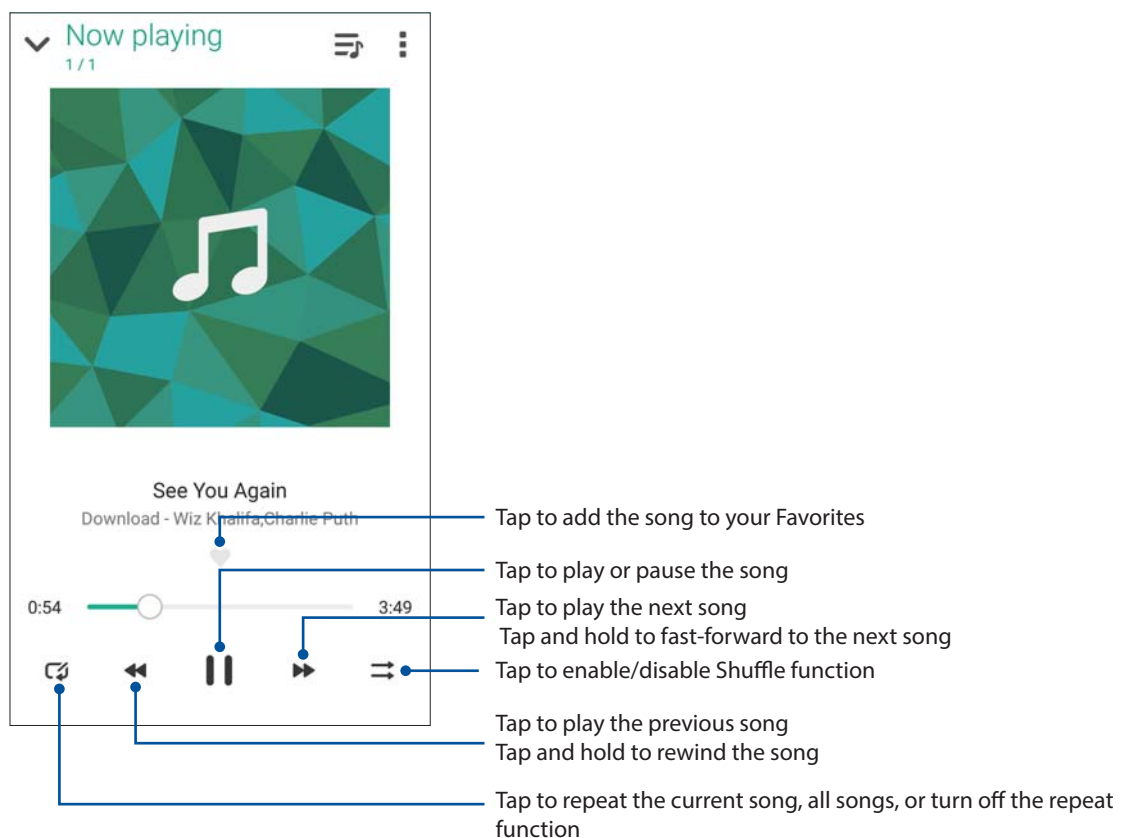 Now playing
1 / 1
See You Again
Download - Wiz Khalifa,Charlie Puth
0:54
3:49
Tap to add the song to your Favorites
Tap to play or pause the song
Tap to play the next song
Tap and hold to fast-forward to the next song
Tap to enable/disable Shuffle function
Tap to play the previous song
Tap and hold to rewind the song
Tap to repeat the current song, all songs, or turn off the repeat
function